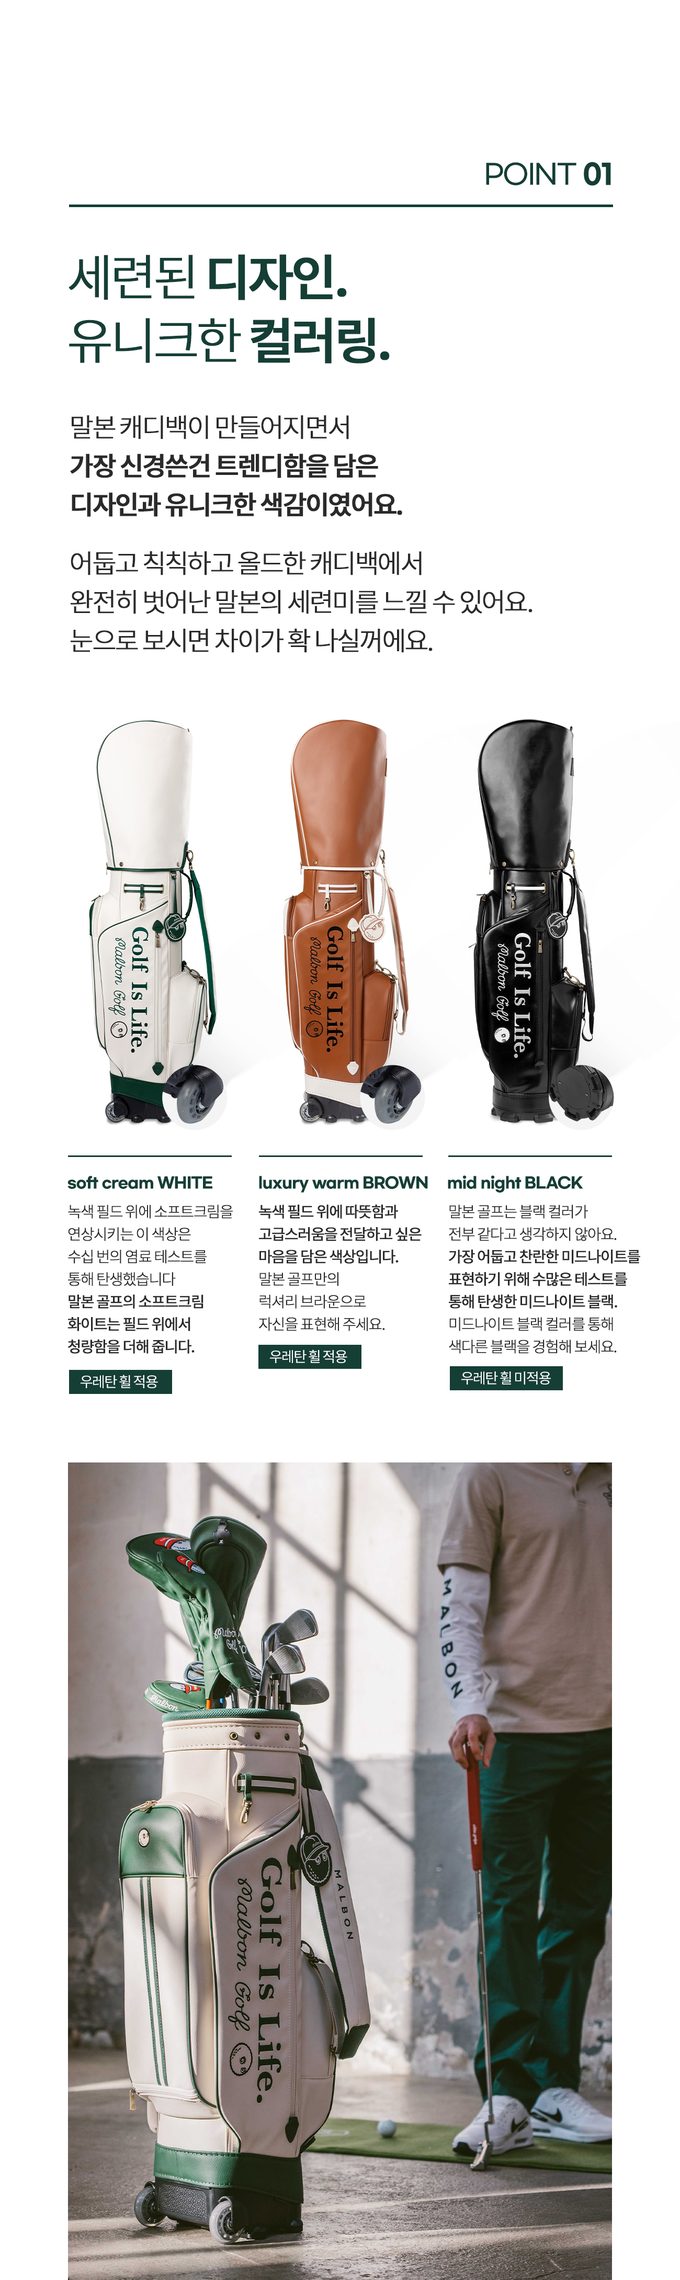 POINT 01
세련된 디자인.
유니크한 컬러링.
말본 캐디백이 만들어지면서
가장 신경쓴건 트렌디함을 담은
디자인과 유니크한 색감이였어요.
어둡고 칙칙하고 올드한 캐디백에서
완전히 벗어난 말본의 세련미를 느낄 수 있어요.
눈으로 보시면 차이가 확 나실꺼에요.
Golf Is Life.
Malbon Golf
Golf Is Life.
Malbon Golf
Golf Is Life.
Malbon Golf
soft cream WHITE
녹색 필드 위에 소프트크림을
연상시키는 이 색상은
수십 번의 염료 테스트를
통해 탄생했습니다
말본 골프의 소프트크림
화이트는 필드 위에서
청량함을 더해 줍니다.
우레탄 휠 적용
luxury warm BROWN
녹색 필드 위에 따뜻함과
고급스러움을 전달하고 싶은
마음을 담은 색상입니다.
말본 골프만의
럭셔리 브라운으로
자신을 표현해 주세요.
우레탄 휠 적용
mid night BLACK
말본 골프는 블랙 컬러가
전부 같다고 생각하지 않아요.
가장 어둡고 찬란한 미드나이트를
표현하기 위해 수많은 테스트를
통해 탄생한 미드나이트 블랙.
미드나이트 블랙 컬러를 통해
색다른 블랙을 경험해 보세요.
우레탄 휠 미적용
MALBON
Malbon
Golf
Malbon
MALBON
Golf Is Life.
Malbon Golf